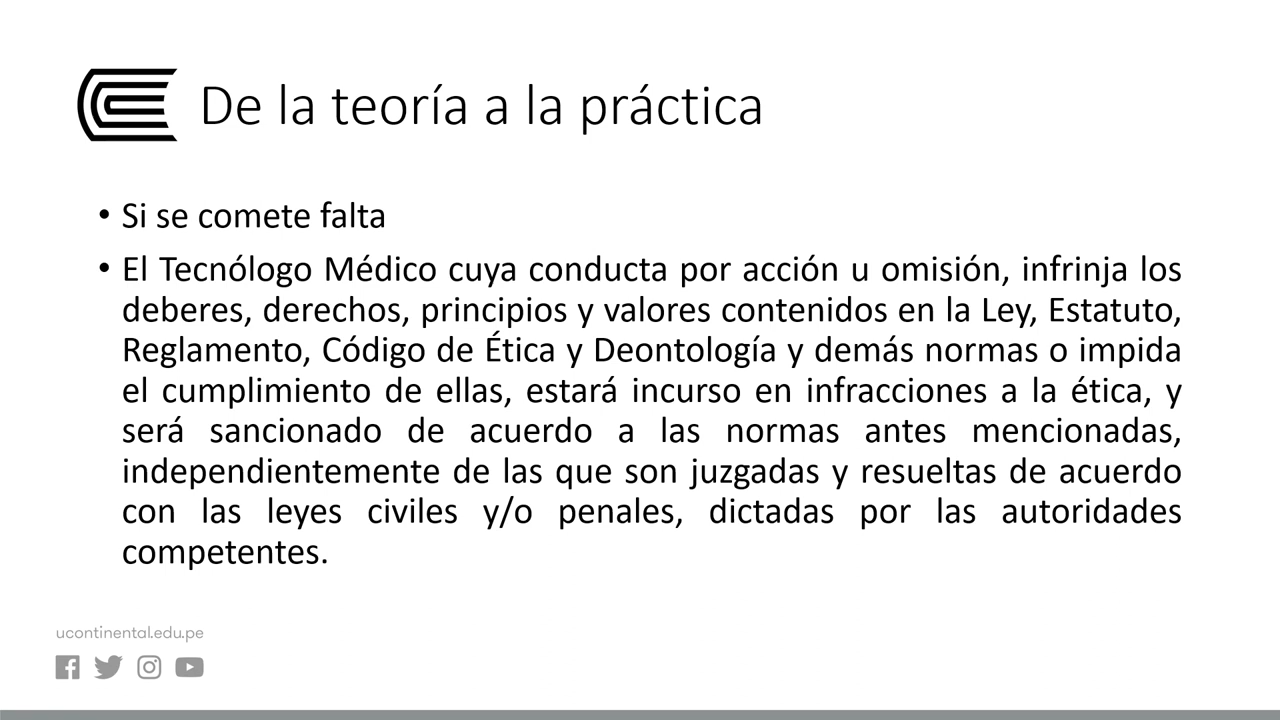 De la teoría a la práctica
• Si se comete falta
• El Tecnólogo Médico cuya conducta por acción u omisión, infrinja los
deberes, derechos, principios y valores contenidos en la Ley, Estatuto,
Reglamento, Código de Ética y Deontología y demás normas o impida
el cumplimiento de ellas, estará incurso en infracciones a la ética, y
será sancionado de acuerdo a las normas antes mencionadas,
independientemente de las que son juzgadas y resueltas de acuerdo
con las leyes civiles y/o penales, dictadas por las autoridades
competentes.
ucontinental.edu.pe